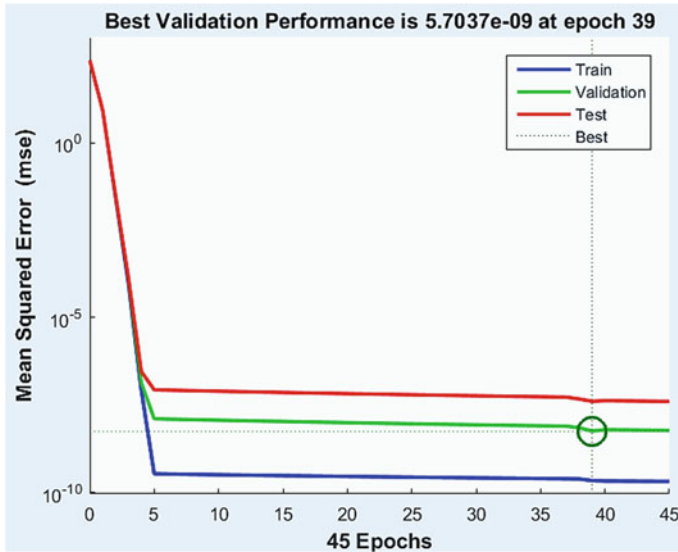 Best Validation Performance is 5.7037e-09 at epoch 39
Train
Validation
Test
Best
Mean Squared Error (mse)
10^0
10^-5
10^-10
0 5 10 15 20 25 30 35 40 45
45 Epochs